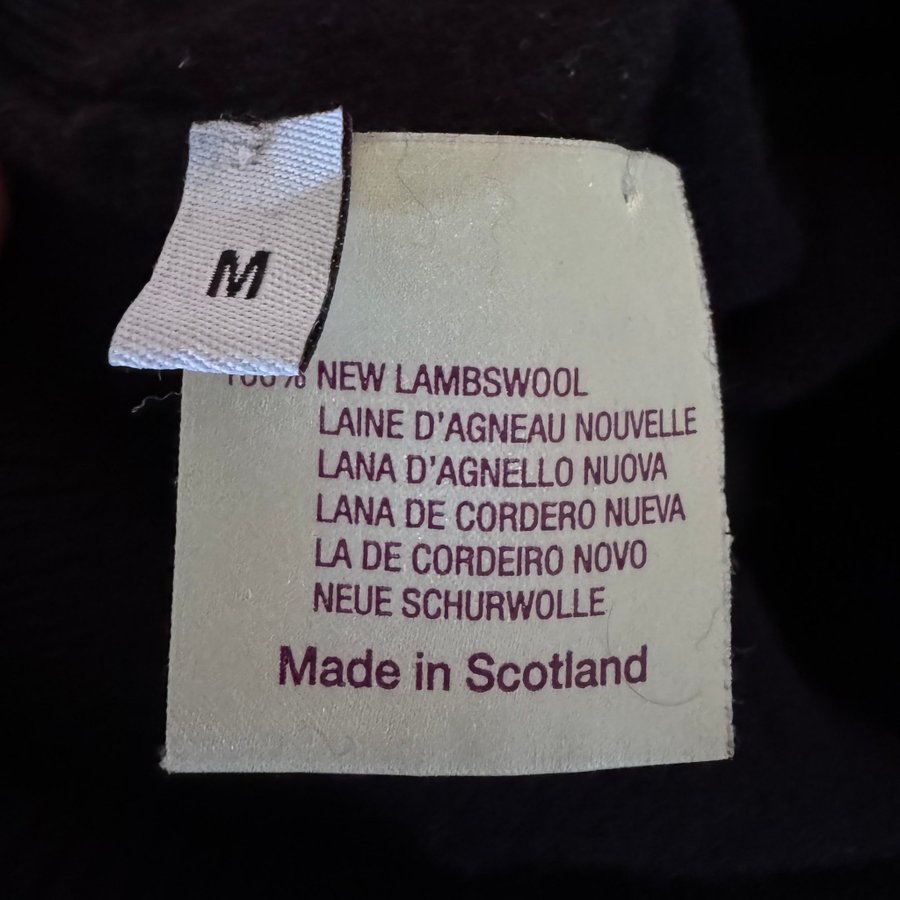 M
100% NEW LAMBSWOOL
LAINE D'AGNEAU NOUVELLE
LANA D'AGNELLO NUOVA
LANA DE CORDERO NUEVA
LA DE CORDEIRO NOVO
NEUE SCHURWOLLE
Made in Scotland